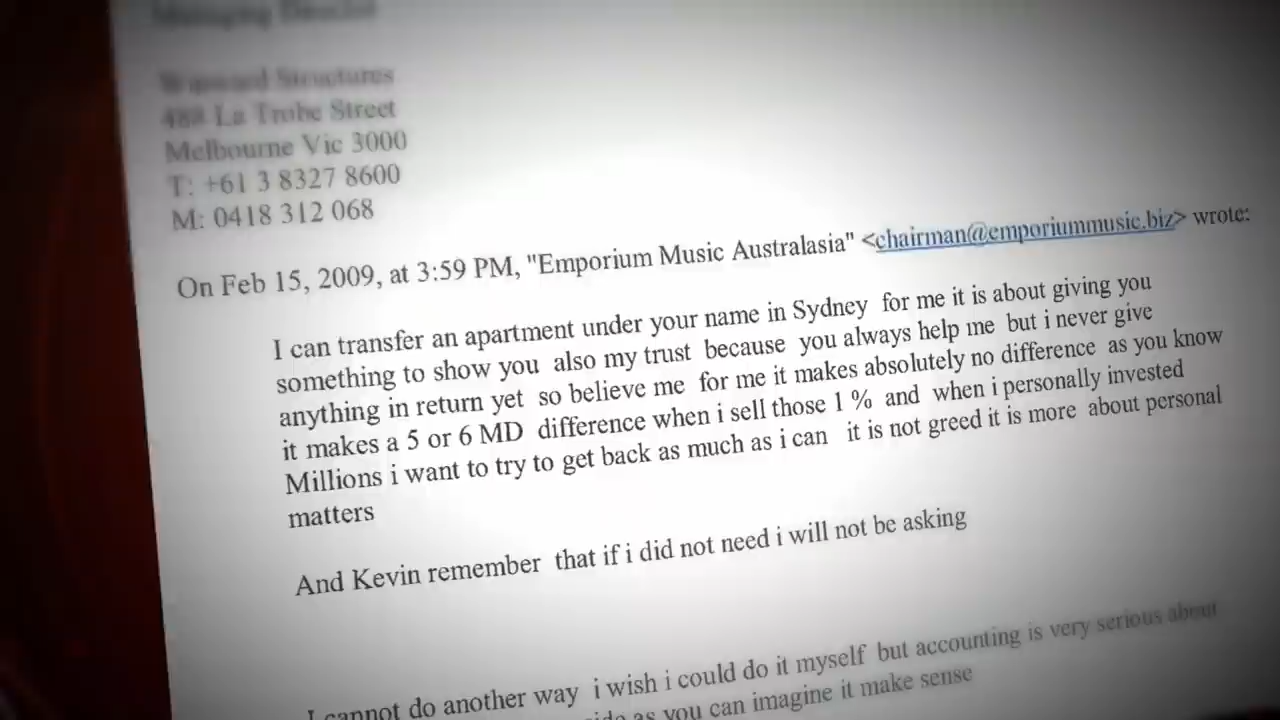 Managing Director
Structures
488 La Trobe Street
Melbourne Vic 3000
T: +61 3 8327 8600
M: 0418 312 068
On Feb 15, 2009, at 3:59 PM, "Emporium Music Australasia" <chairman@emporiummusic.biz> wrote:
I can transfer an apartment under your name in Sydney for me it is about giving you
something to show you also my trust because you always help me but i never give
anything in return yet so believe me for me it makes absolutely no difference as you know
it makes a 5 or 6 MD difference when i sell those 1 % and when i personally invested
Millions i want to try to get back as much as i can it is not greed it is more about personal
matters
And Kevin remember that if i did not need i will not be asking
I cannot do another way i wish i could do it myself but accounting is very serious about
as you can imagine it make sense